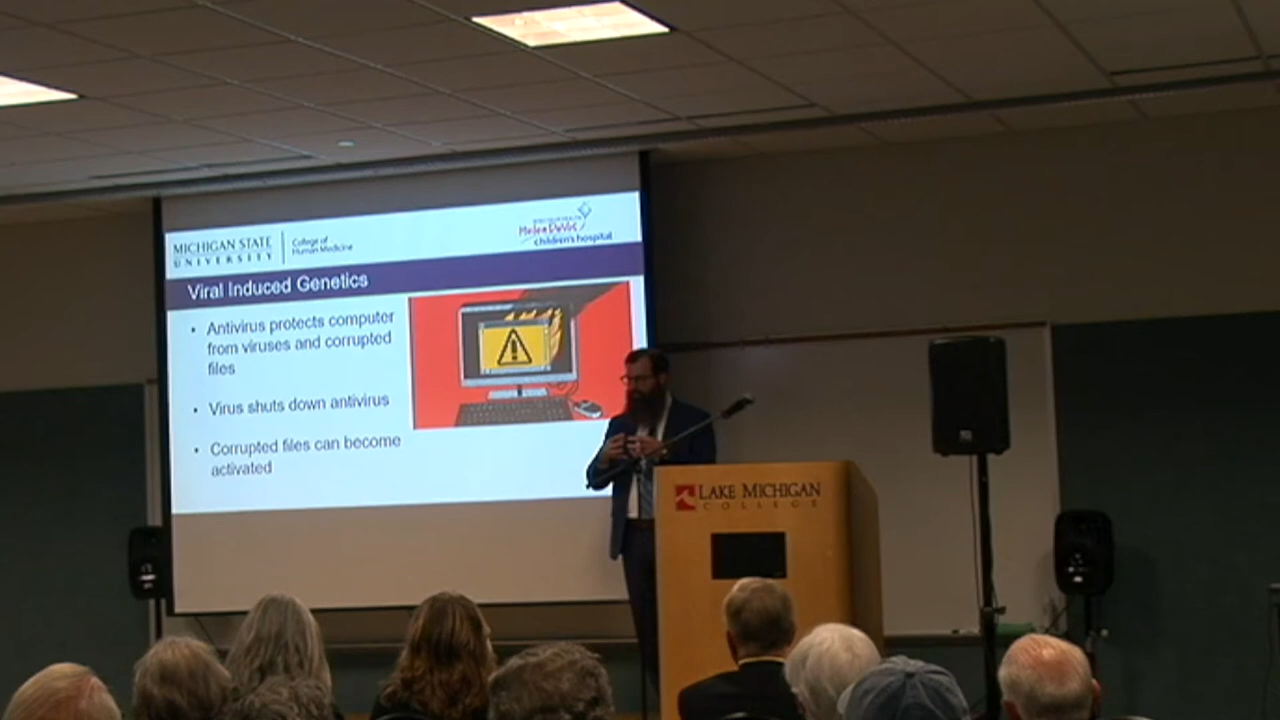 MICHIGAN STATE
UNIVERSITY
College of
Human Medicine
Helen DeVos
children's hospital
Viral Induced Genetics
• Antivirus protects computer
from viruses and corrupted
files
• Virus shuts down antivirus
• Corrupted files can become
activated
LAKE MICHIGAN
COLLEGE